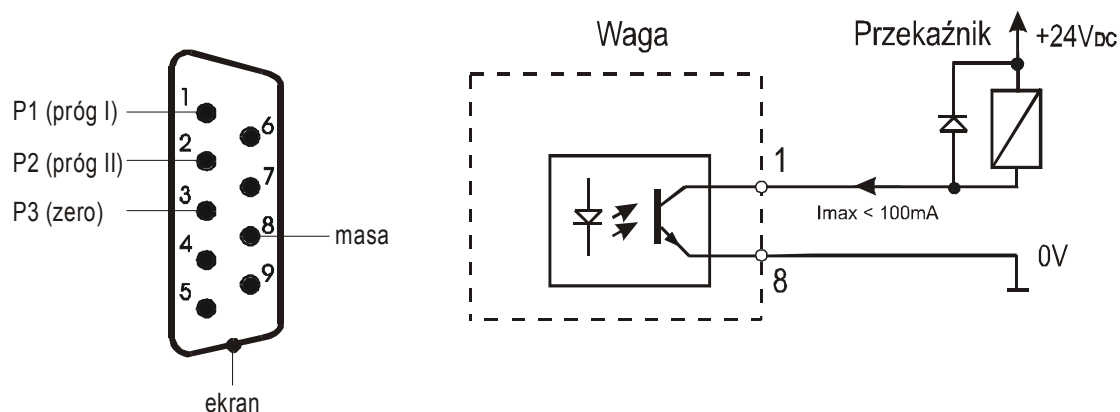 P1 (próg I)
P2 (próg II)
P3 (zero)
1
2
3
4
5
6
7
8
9
masa
ekran
Waga
Przekaźnik
+24VDC
1
Imax < 100mA
8
0V